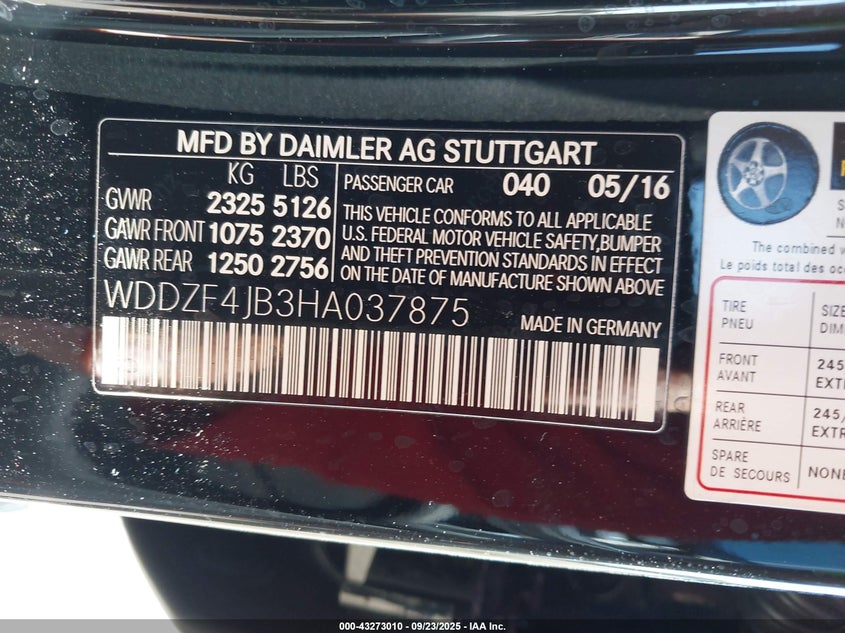 MFD BY DAIMLER AG STUTTGART
KG LBS
GVWR 2325 5126
GAWR FRONT 1075 2370
GAWR REAR 1250 2756
PASSENGER CAR 040 05/16
THIS VEHICLE CONFORMS TO ALL APPLICABLE
U.S. FEDERAL MOTOR VEHICLE SAFETY,BUMPER
AND THEFT PREVENTION STANDARDS IN EFFECT
ON THE DATE OF MANUFACTURE SHOWN ABOVE
WDDZF4JB3HA037875
MADE IN GERMANY
The combined
Le poids total des
TIRE
PNEU
FRONT
AVANT
245
REAR
ARRIÈRE
245/
SPARE
DE SECOURS
NONE
000-43273010 - 09/23/2025 - IAA Inc.